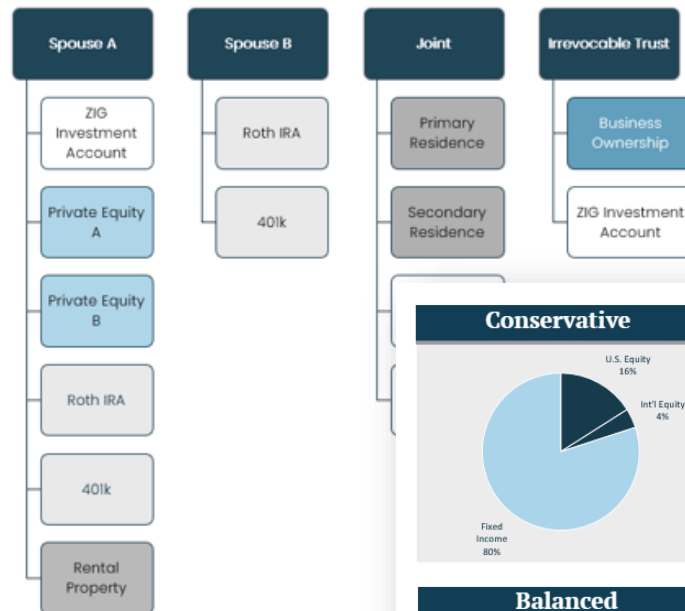 Spouse A
ZIG
Investment
Account
Private Equity
A
Private Equity
B
Roth IRA
401k
Rental
Property
Spouse B
Roth IRA
401k
Joint
Primary
Residence
Secondary
Residence
Irrevocable Trust
Business
Ownership
ZIG Investment
Account
Conservative
U.S. Equity
16%
Int'l Equity
4%
Fixed
Income
80%
Balanced